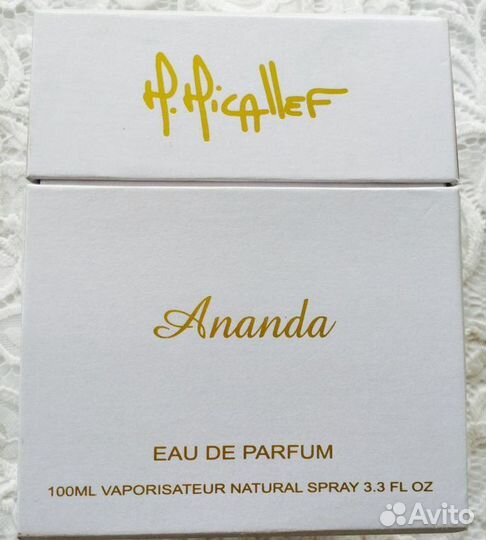 M. Micallef
Ananda
EAU DE PARFUM
100ML VAPORISATEUR NATURAL SPRAY 3.3 FL OZ
Avito